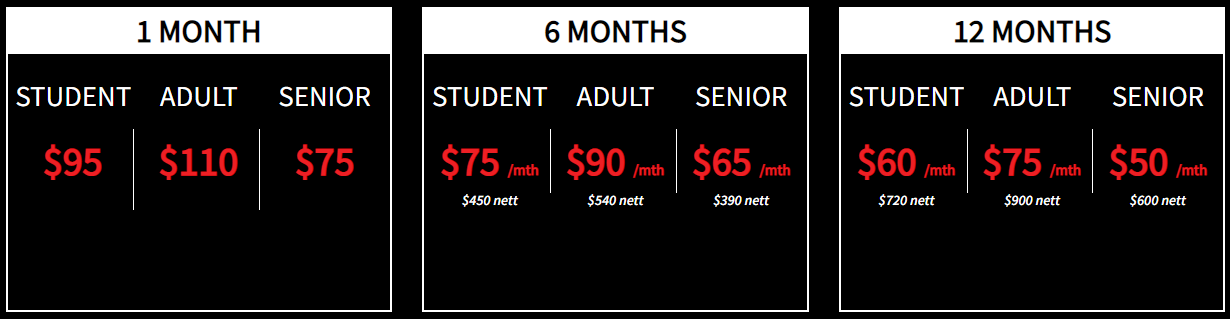 1 MONTH
STUDENT ADULT SENIOR
$95 $110 $75
6 MONTHS
STUDENT ADULT SENIOR
$75 /mth $90 /mth $65 /mth
$450 nett $540 nett $390 nett
12 MONTHS
STUDENT ADULT SENIOR
$60 /mth $75 /mth $50 /mth
$720 nett $900 nett $600 nett